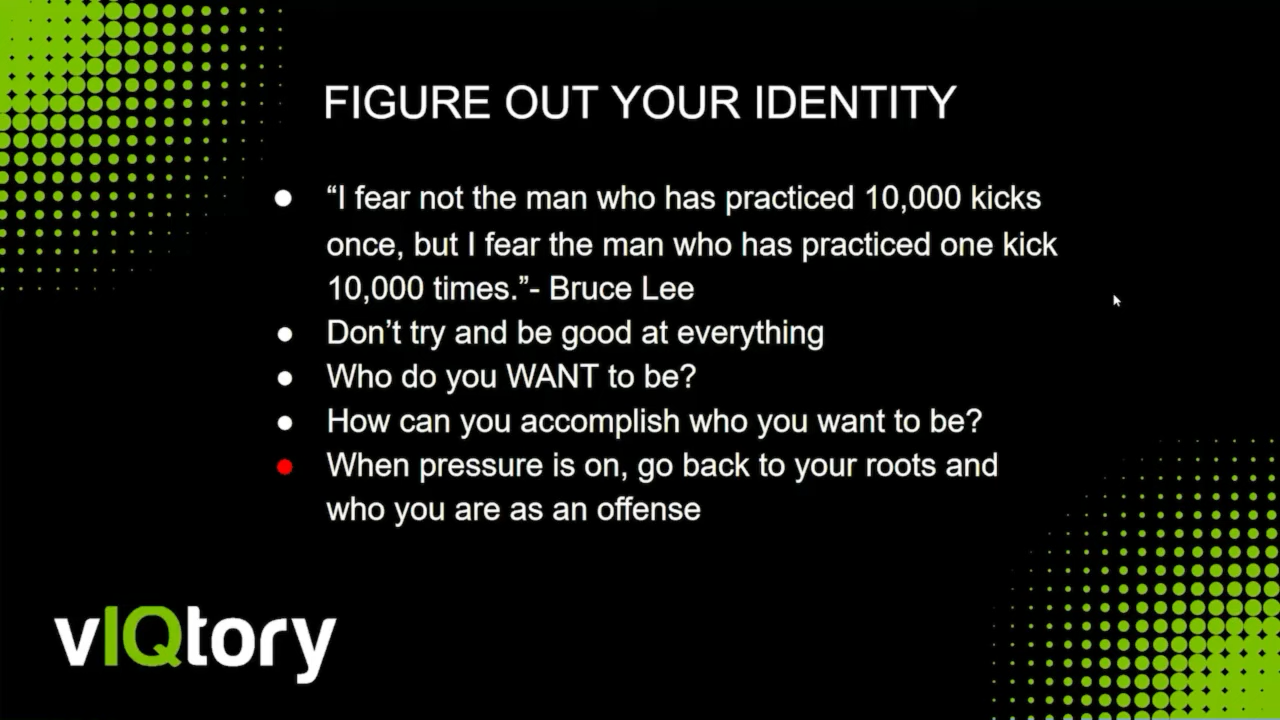 FIGURE OUT YOUR IDENTITY
“I fear not the man who has practiced 10,000 kicks
once, but I fear the man who has practiced one kick
10,000 times.”- Bruce Lee
Don’t try and be good at everything
Who do you WANT to be?
How can you accomplish who you want to be?
When pressure is on, go back to your roots and
who you are as an offense
vIQtory